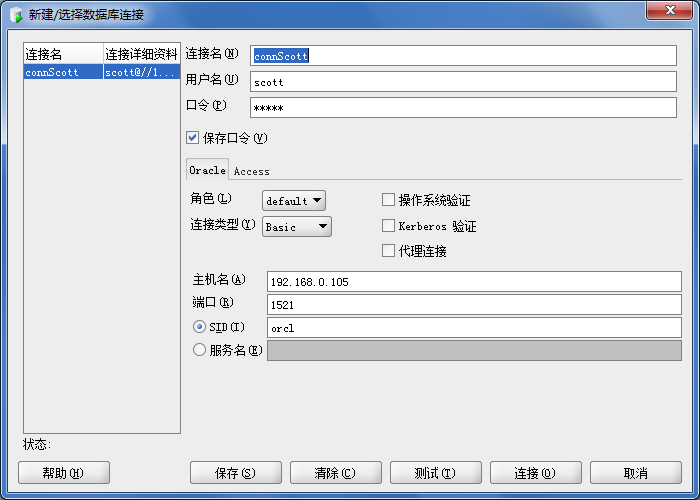 新建/选择数据库连接
连接名 连接详细资料
connScott scott@//1...
连接名(N) connScott
用户名(U) scott
口令(P) *****
保存口令(V)
Oracle Access
角色(L) default 操作系统验证
连接类型(Y) Basic Kerberos 验证
代理连接
主机名(A) 192.168.0.105
端口(R) 1521
SID(I) orcl
服务名(E)
状态:
帮助(H) 保存(S) 清除(C) 测试(T) 连接(O) 取消